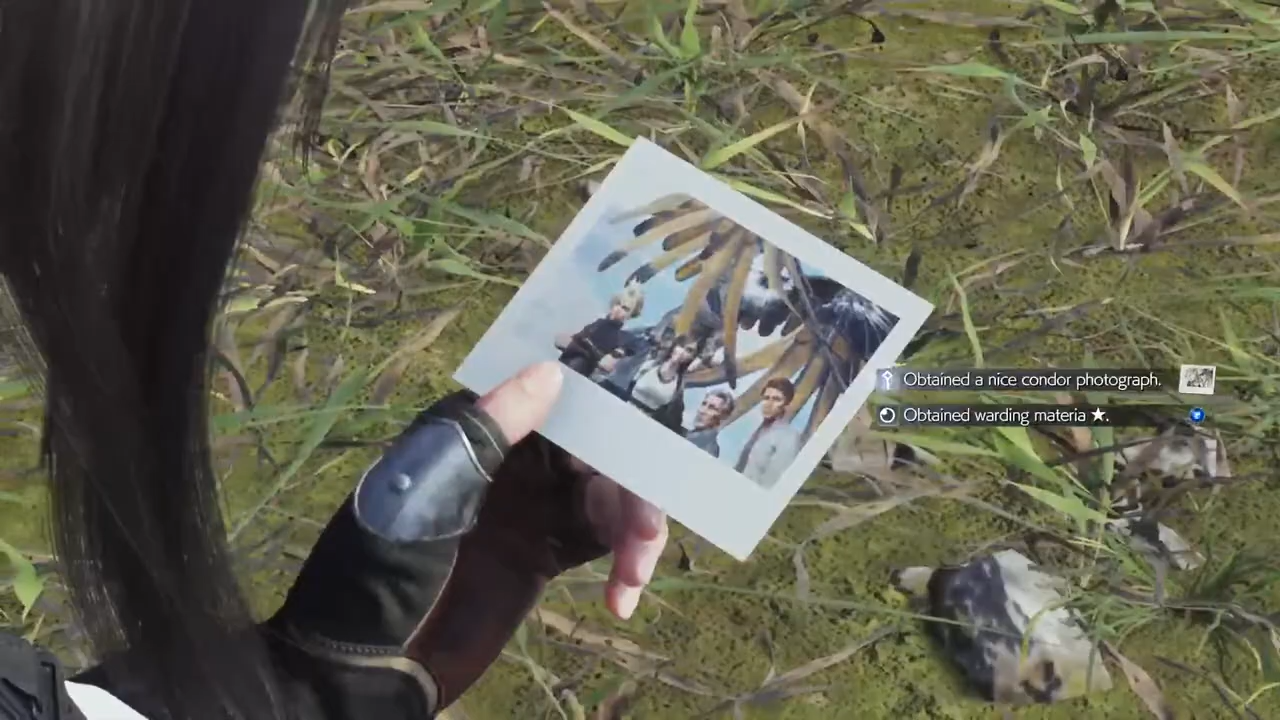 Obtained a nice condor photograph.
Obtained warding materia ★.